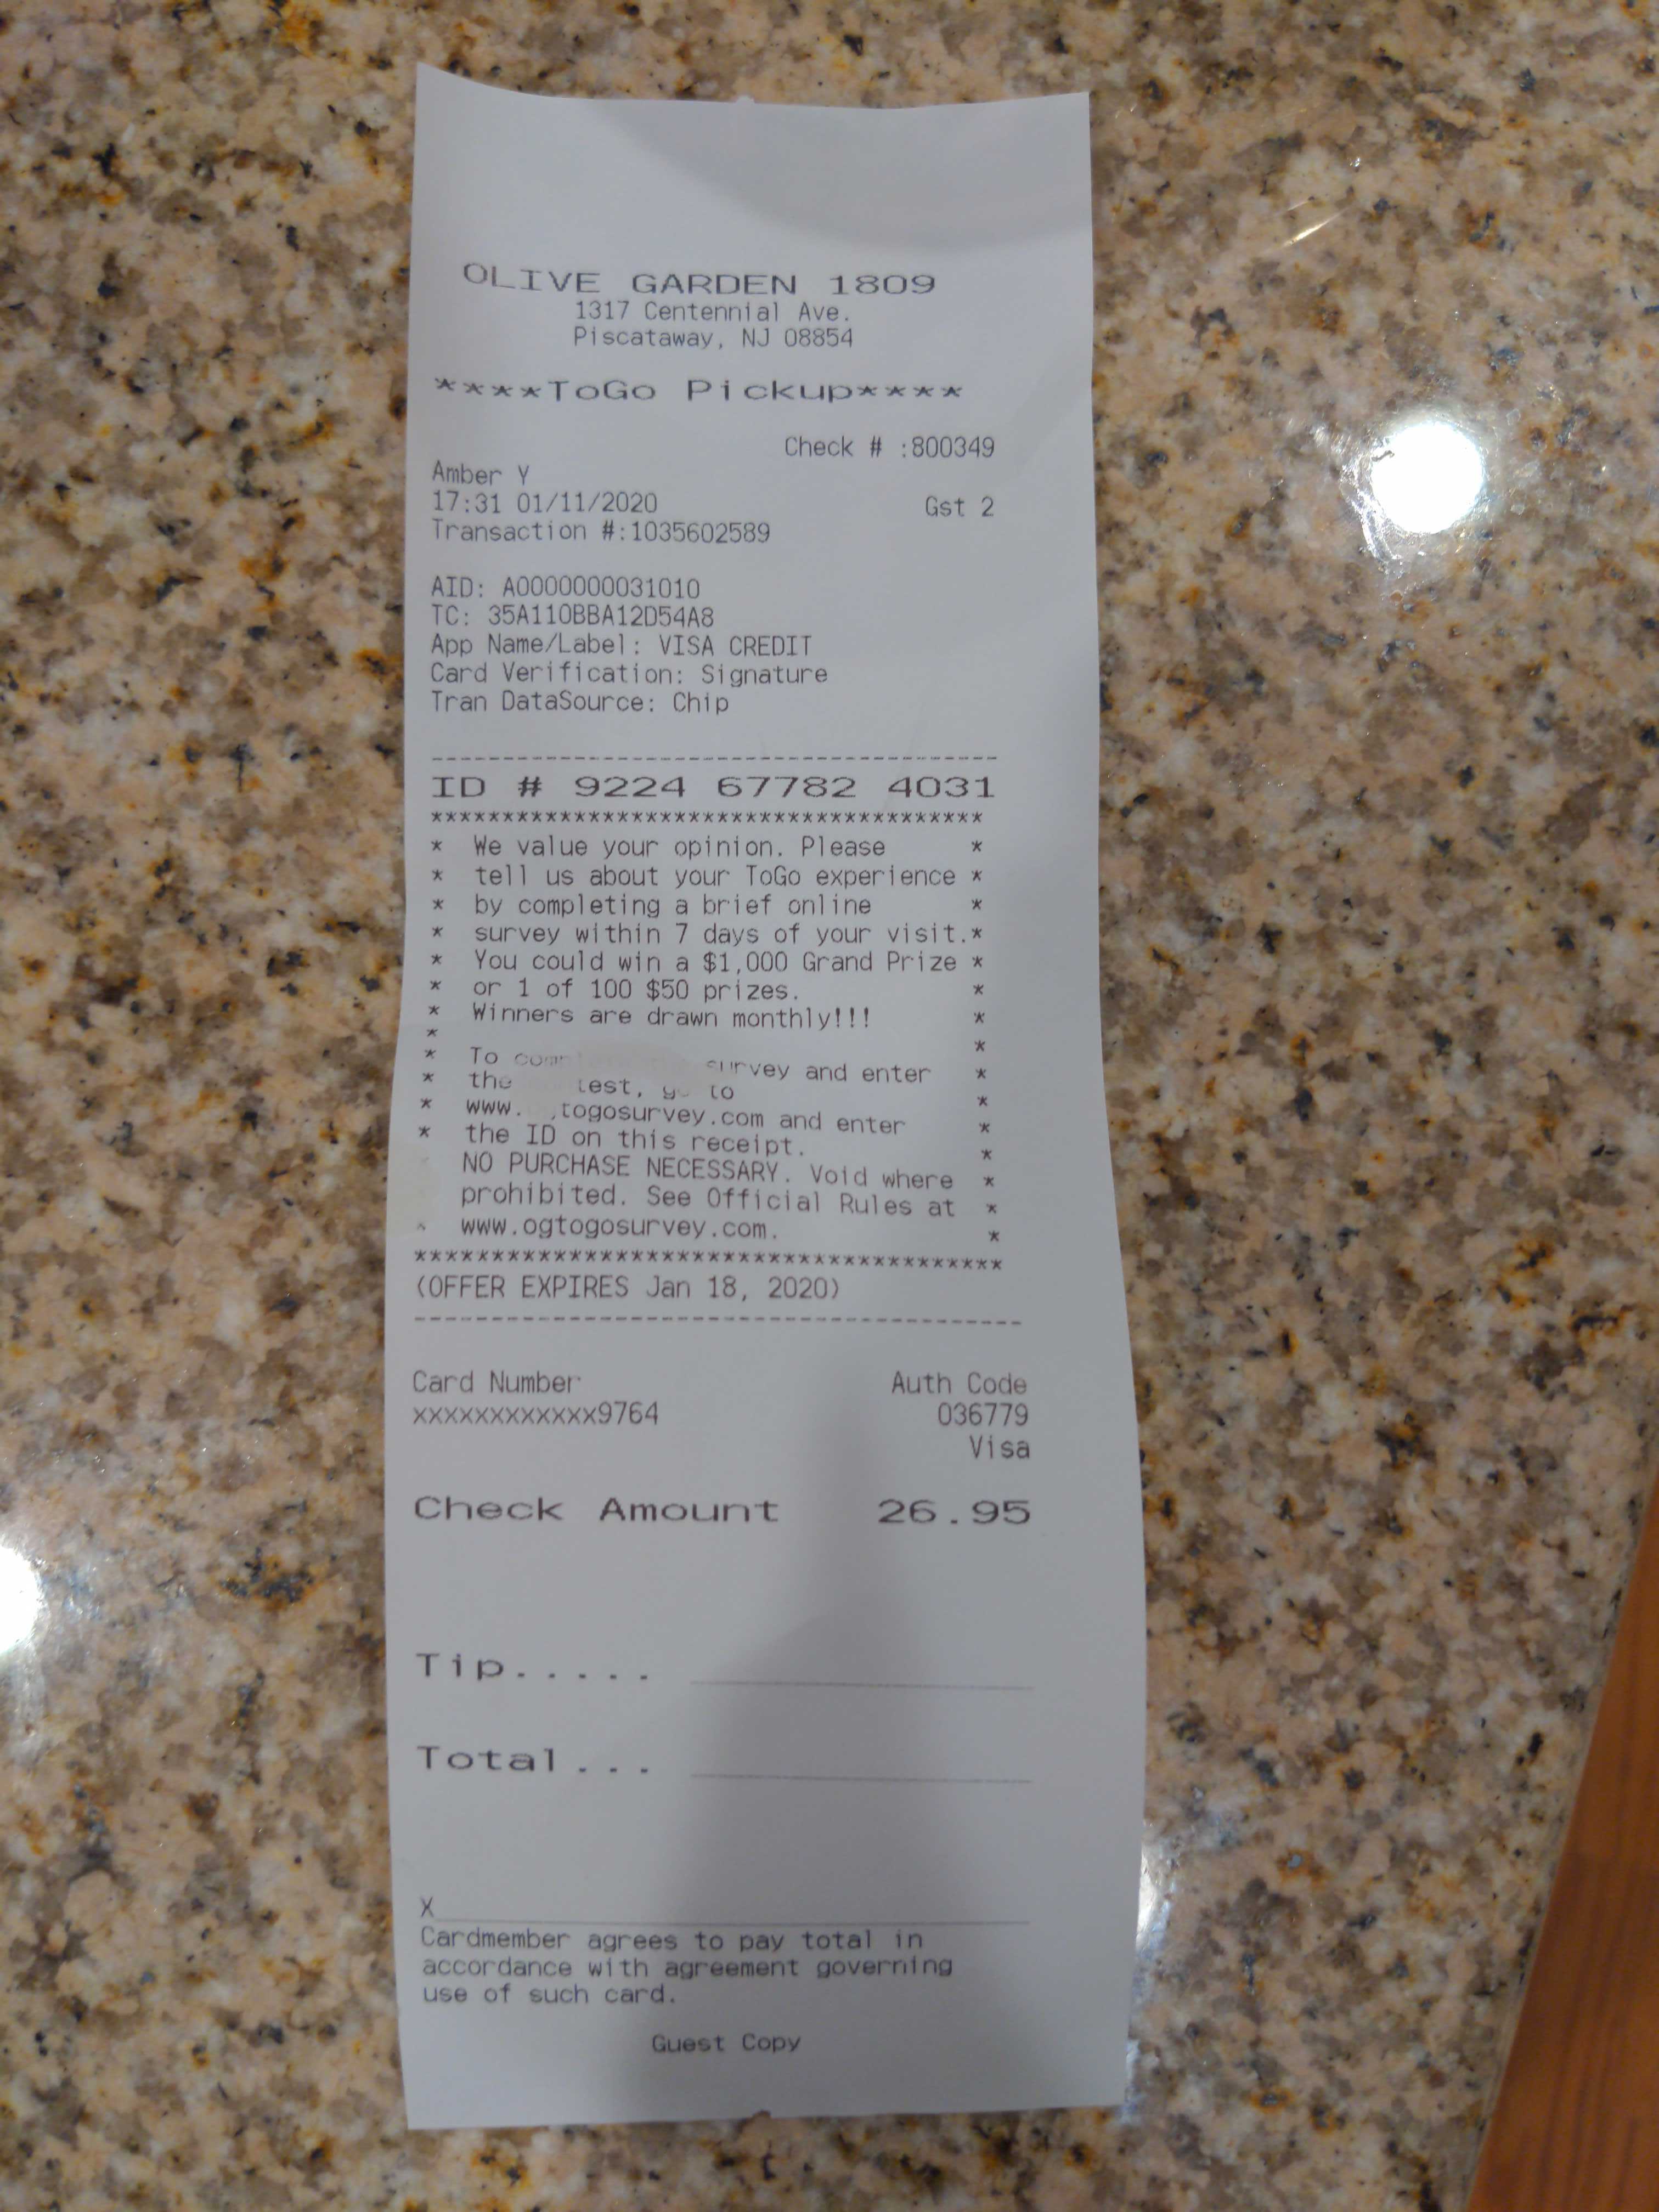 OLIVE GARDEN 1809
1317 Centennial Ave.
Piscataway, NJ 08854
****ToGo Pickup****
Check # :800349
Amber Y
17:31 01/11/2020 Gst 2
Transaction #:1035602589
AID: A0000000031010
TC: 35A110BBA12D54A8
App Name/Label: VISA CREDIT
Card Verification: Signature
Tran DataSource: Chip
----------------------------------------
ID # 9224 67782 4031
***************************************
* We value your opinion. Please *
* tell us about your ToGo experience *
* by completing a brief online *
* survey within 7 days of your visit.*
* You could win a $1,000 Grand Prize *
* or 1 of 100 $50 prizes. *
* Winners are drawn monthly!!! *
* *
* To survey and enter *
* the to *
* www. togosurvey.com and enter *
* the ID on this receipt. *
NO PURCHASE NECESSARY. Void where *
prohibited. See Official Rules at *
www.ogtogosurvey.com. *
***************************************
(OFFER EXPIRES Jan 18, 2020)
----------------------------------------
Card Number Auth Code
xxxxxxxxxxxx9764 036779
Visa
Check Amount 26.95
Tip.....
Total...
X
Cardmember agrees to pay total in
accordance with agreement governing
use of such card.
Guest Copy